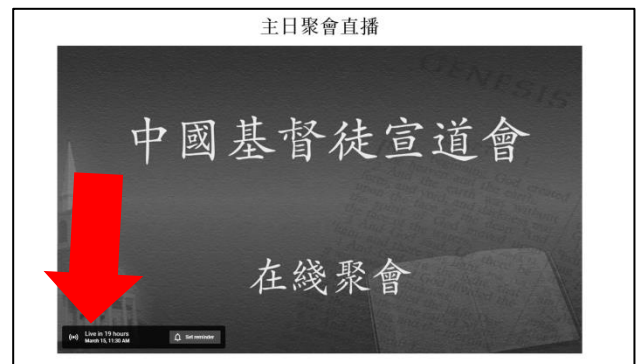 主日聚會直播
GENESIS
中國基督徒宣道會
在綫聚會
Live in 19 hours
March 15, 11:30 AM
Set reminder